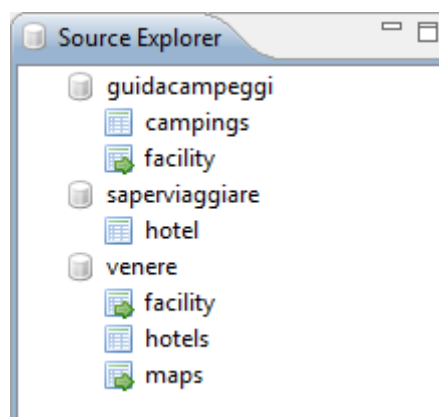 Source Explorer
guidacampeggi
campings
facility
saperviaggiare
hotel
venere
facility
hotels
maps